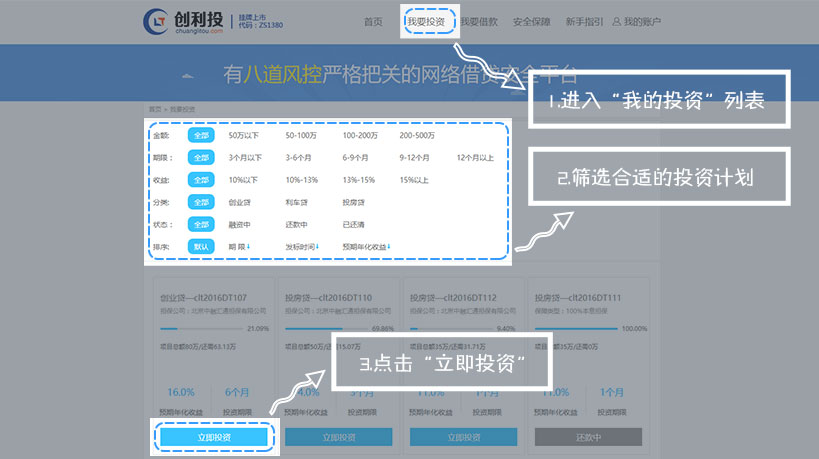 创利投
chuanglitou.com
挂牌上市
代码：ZS1380
首页 我要投资 我要借款 安全保障 新手指引 我的账户
有八道风控严格把关的网络借贷安全平台
首页 » 我要投资
1.进入“我的投资”列表
2.筛选合适的投资计划
金额: 全部 50万以下 50-100万 100-200万 200-500万
期限： 全部 3个月以下 3-6个月 6-9个月 9-12个月 12个月以上
收益: 全部 10%以下 10%-13% 13%-15% 15%以上
分类: 全部 创业贷 利车贷 投房贷
状态： 全部 融资中 还款中 已还清
排序: 默认 期限↓ 发标时间↓ 预期年化收益↓
创业贷---clt2016DT107 投房贷---clt2016DT110 投房贷---clt2016DT112 投房贷---clt2016DT111
担保公司：北京中融汇通担保有限公司 担保公司：北京中融汇通担保有限公司 担保公司：北京中融汇通担保有限公司 保障类型：100%本息担保
21.09% 69.86% 9.40% 100.00%
项目总额80万/还需63.13万 项目总额50万/还需15.07万 项目总额35万/还需31.71万 项目总额35万/还需0万
3.点击“立即投资“
16.0% 6个月 4.0% 3个月 11.0% 1个月 11.0% 1个月
预期年化收益 投资期限 预期年化收益 投资期限 预期年化收益 投资期限 预期年化收益 投资期限
立即投资 立即投资 立即投资 还款中